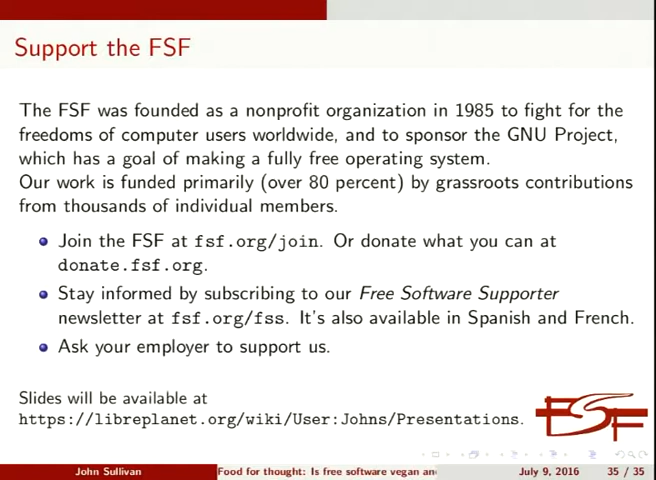 Support the FSF
The FSF was founded as a nonprofit organization in 1985 to fight for the
freedoms of computer users worldwide, and to sponsor the GNU Project,
which has a goal of making a fully free operating system.
Our work is funded primarily (over 80 percent) by grassroots contributions
from thousands of individual members.
Join the FSF at fsf.org/join. Or donate what you can at
donate.fsf.org.
Stay informed by subscribing to our Free Software Supporter
newsletter at fsf.org/fss. It's also available in Spanish and French.
Ask your employer to support us.
Slides will be available at
https://libreplanet.org/wiki/User:Johns/Presentations.
FSF
John Sullivan Food for thought: Is free software vegan an July 9, 2016 35 / 35